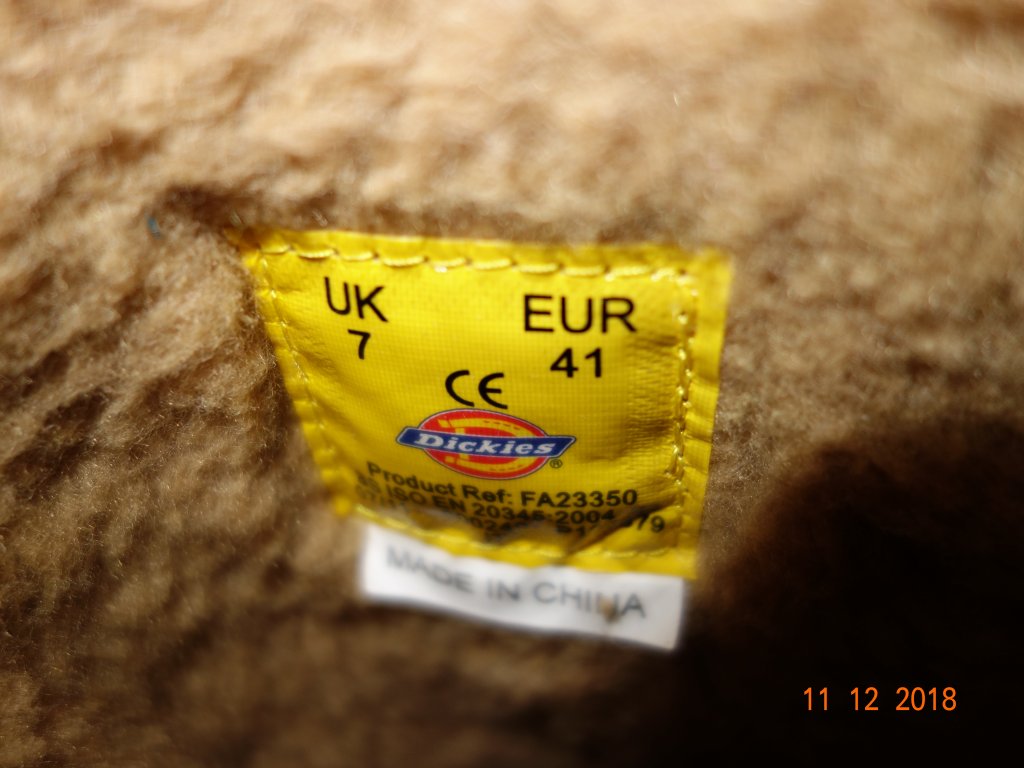 UK EUR
7 41
CE
Dickies®
Product Ref: FA23350
ISO EN 20345 2004
MADE IN CHINA
11 12 2018